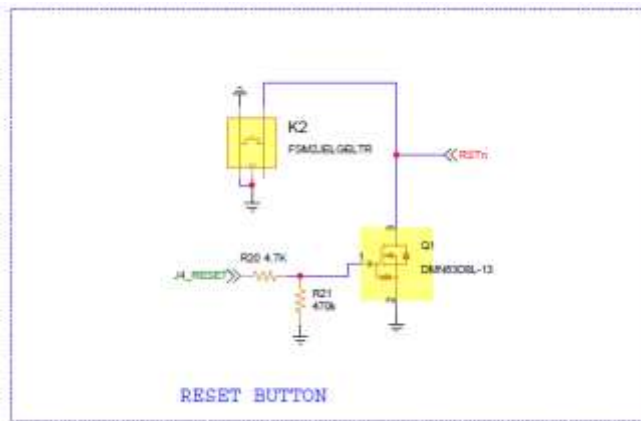 K2
FSM2JELGELTR
RSTn
Q1
DMN63D8L-13
R20 4.7K
J4_RESET
R21
470k
RESET BUTTON